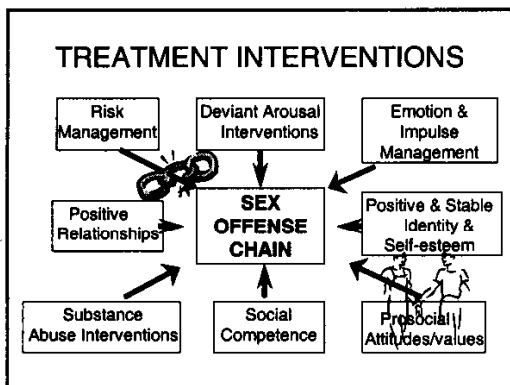 TREATMENT INTERVENTIONS
Risk
Management
Deviant Arousal
Interventions
Emotion &
Impulse
Management
Positive
Relationships
SEX
OFFENSE
CHAIN
Positive & Stable
Identity &
Self-esteem
Substance
Abuse Interventions
Social
Competence
Prosocial
Attitudes/values